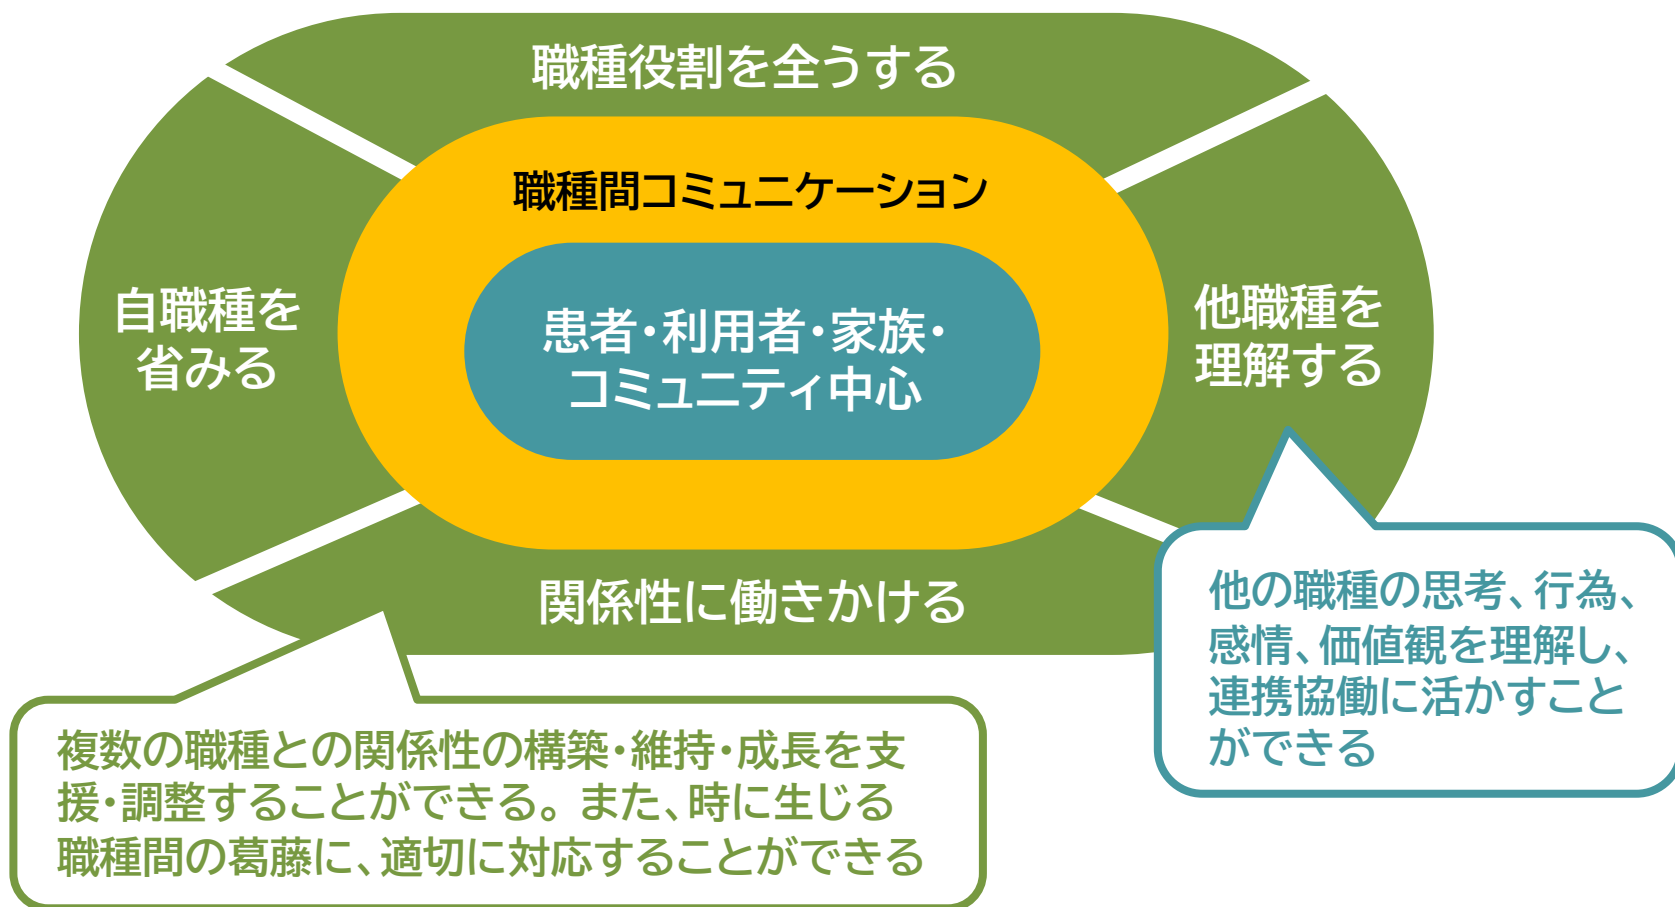 職種役割を全うする
職種間コミュニケーション
自職種を
省みる
患者・利用者・家族・
コミュニティ中心
他職種を
理解する
関係性に働きかける
他の職種の思考、行為、
感情、価値観を理解し、
連携協働に活かすこと
ができる
複数の職種との関係性の構築・維持・成長を支
援・調整することができる。また、時に生じる
職種間の葛藤に、適切に対応することができる